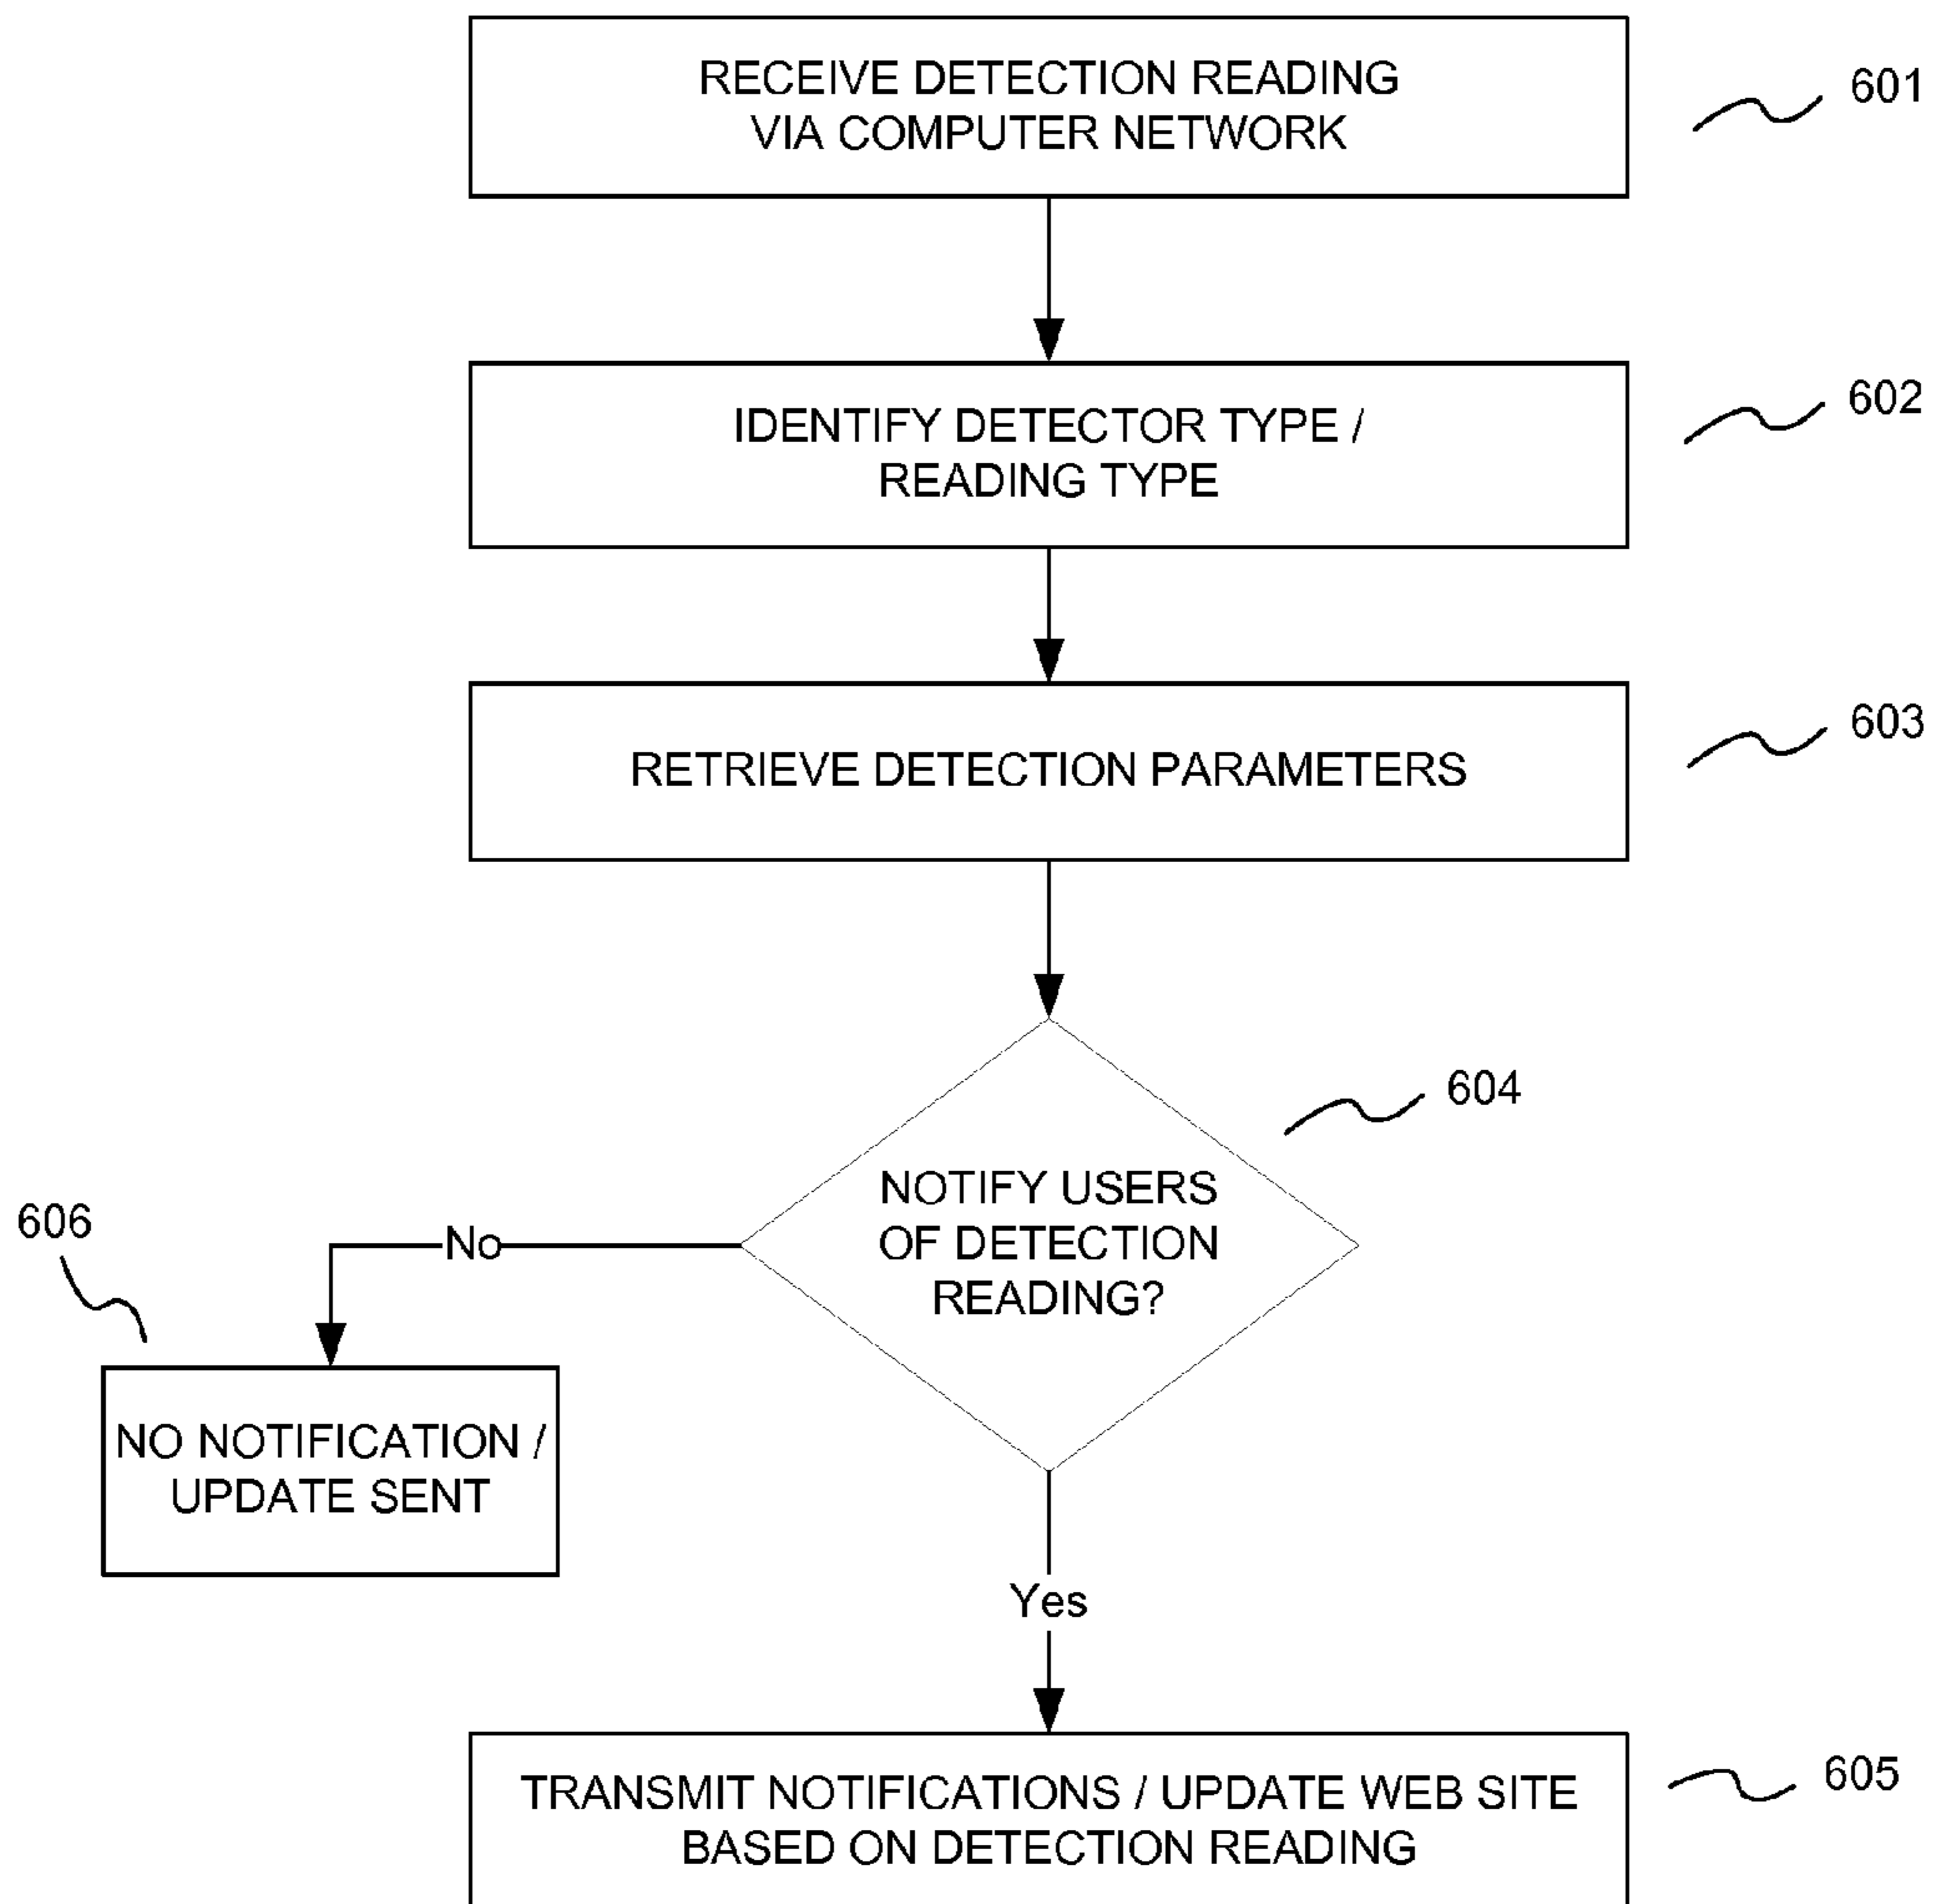 RECEIVE DETECTION READING
VIA COMPUTER NETWORK
601
IDENTIFY DETECTOR TYPE /
READING TYPE
602
RETRIEVE DETECTION PARAMETERS
603
NOTIFY USERS
OF DETECTION
READING?
604
No
606
NO NOTIFICATION /
UPDATE SENT
Yes
TRANSMIT NOTIFICATIONS / UPDATE WEB SITE
BASED ON DETECTION READING
605